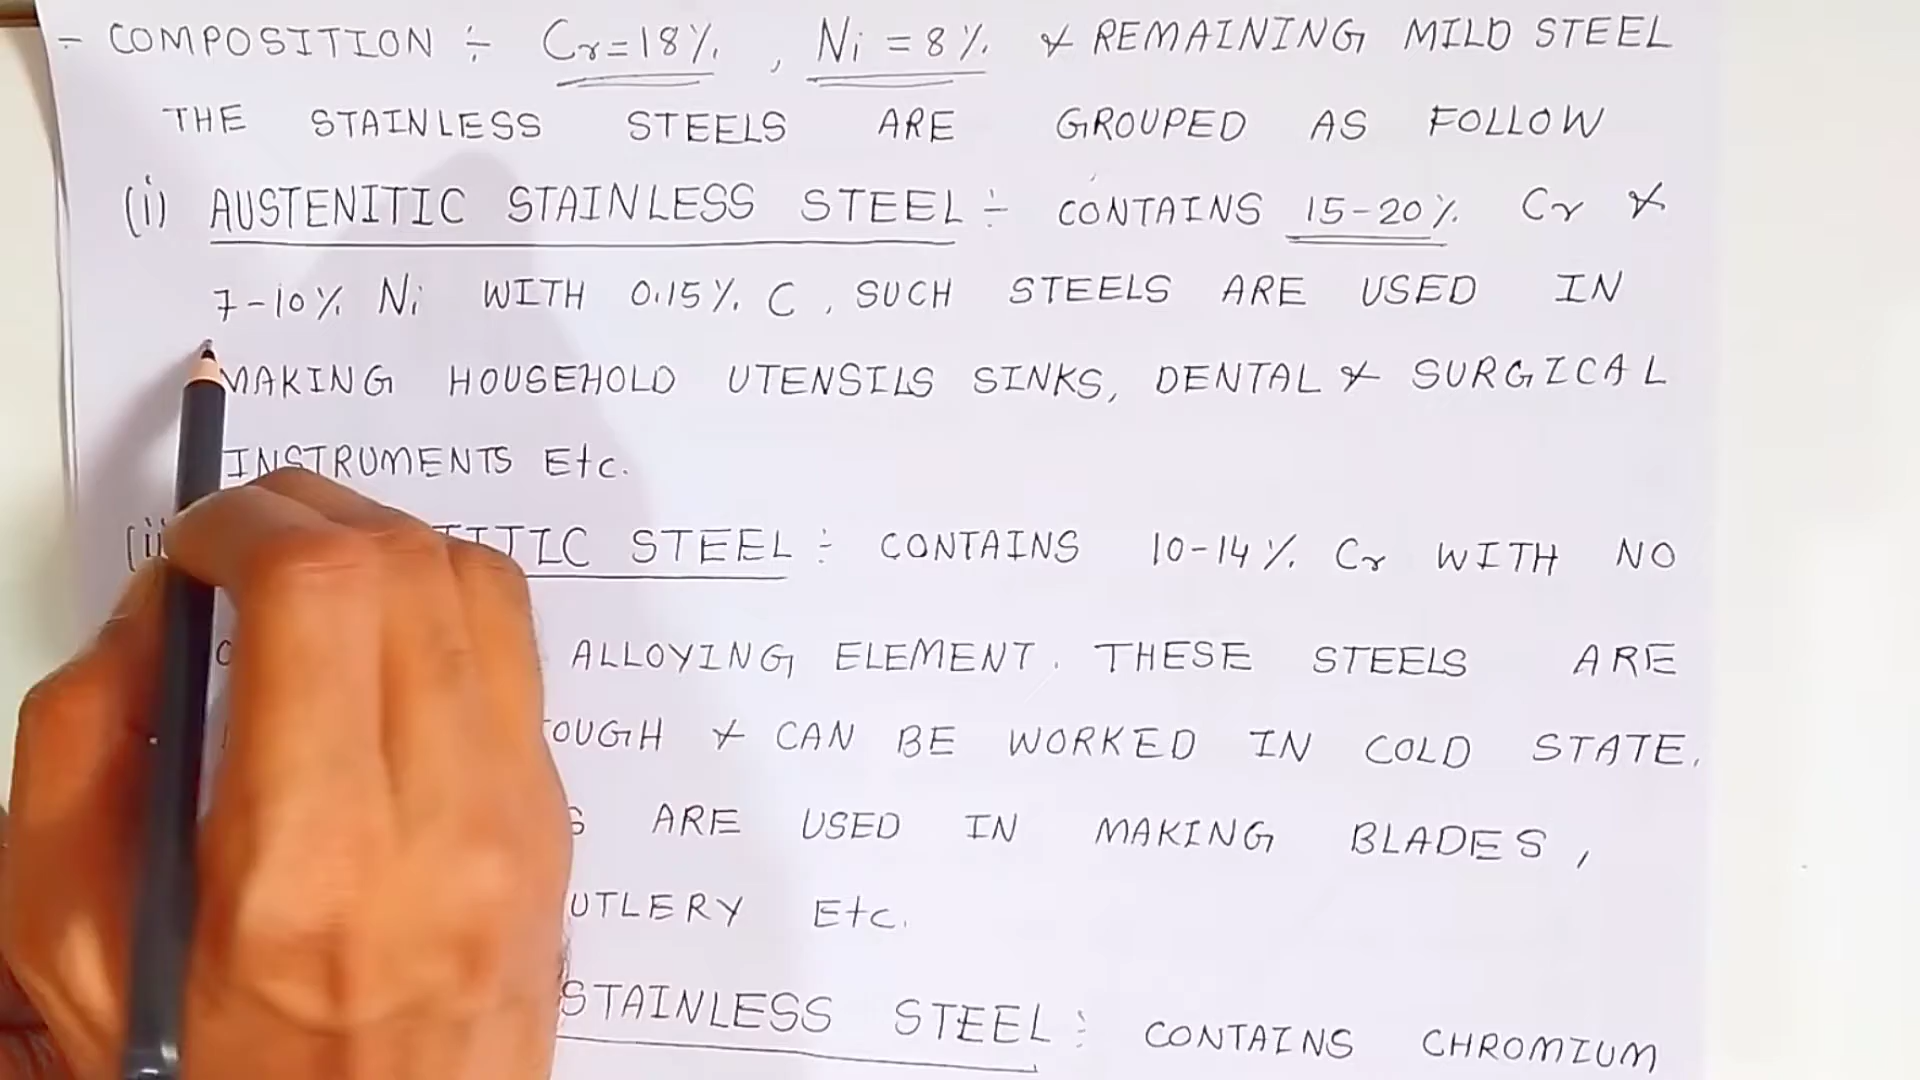 - COMPOSITION ÷ Cr=18%, Ni=8% & REMAINING MILD STEEL
THE STAINLESS STEELS ARE GROUPED AS FOLLOW
(i) AUSTENITIC STAINLESS STEEL ÷ CONTAINS 15-20% Cr &
7-10% Ni WITH 0.15% C, SUCH STEELS ARE USED IN
MAKING HOUSEHOLD UTENSILS SINKS, DENTAL & SURGICAL
INSTRUMENTS Etc.
(ii STEEL ÷ CONTAINS 10-14% Cr WITH NO
ALLOYING ELEMENT. THESE STEELS ARE
& CAN BE WORKED IN COLD STATE.
ARE USED IN MAKING BLADES,
Etc.
STAINLESS STEEL ÷ CONTAINS CHROMIUM